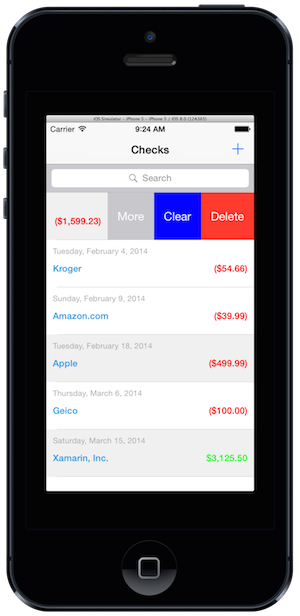 iOS Simulator - iPhone 5 - iPhone 5 / iOS 8.0 (12A365)
Carrier 9:24 AM
Checks +
Search
($1,599.23) More Clear Delete
Tuesday, February 4, 2014
Kroger ($54.66)
Sunday, February 9, 2014
Amazon.com ($39.99)
Tuesday, February 18, 2014
Apple ($499.99)
Thursday, March 6, 2014
Geico ($100.00)
Saturday, March 15, 2014
Xamarin, Inc. $3,125.50